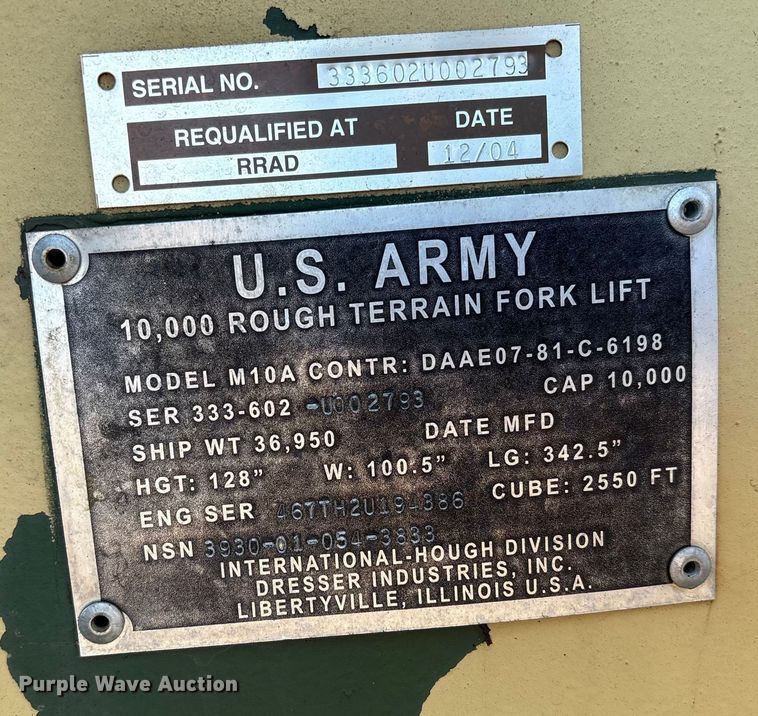 SERIAL NO. 333602U002793
REQUALIFIED AT DATE
RRAD 12/04
U.S. ARMY
10,000 ROUGH TERRAIN FORK LIFT
MODEL M10A CONTR: DAAE07-81-C-6198
SER 333-602 -U002793 CAP 10,000
SHIP WT 36,950 DATE MFD
HGT: 128" W: 100.5" LG: 342.5"
ENG SER 467TH2U194386 CUBE: 2550 FT
NSN 3930-01-054-3833
INTERNATIONAL-HOUGH DIVISION
DRESSER INDUSTRIES, INC.
LIBERTYVILLE, ILLINOIS U.S.A.
Purple Wave Auction